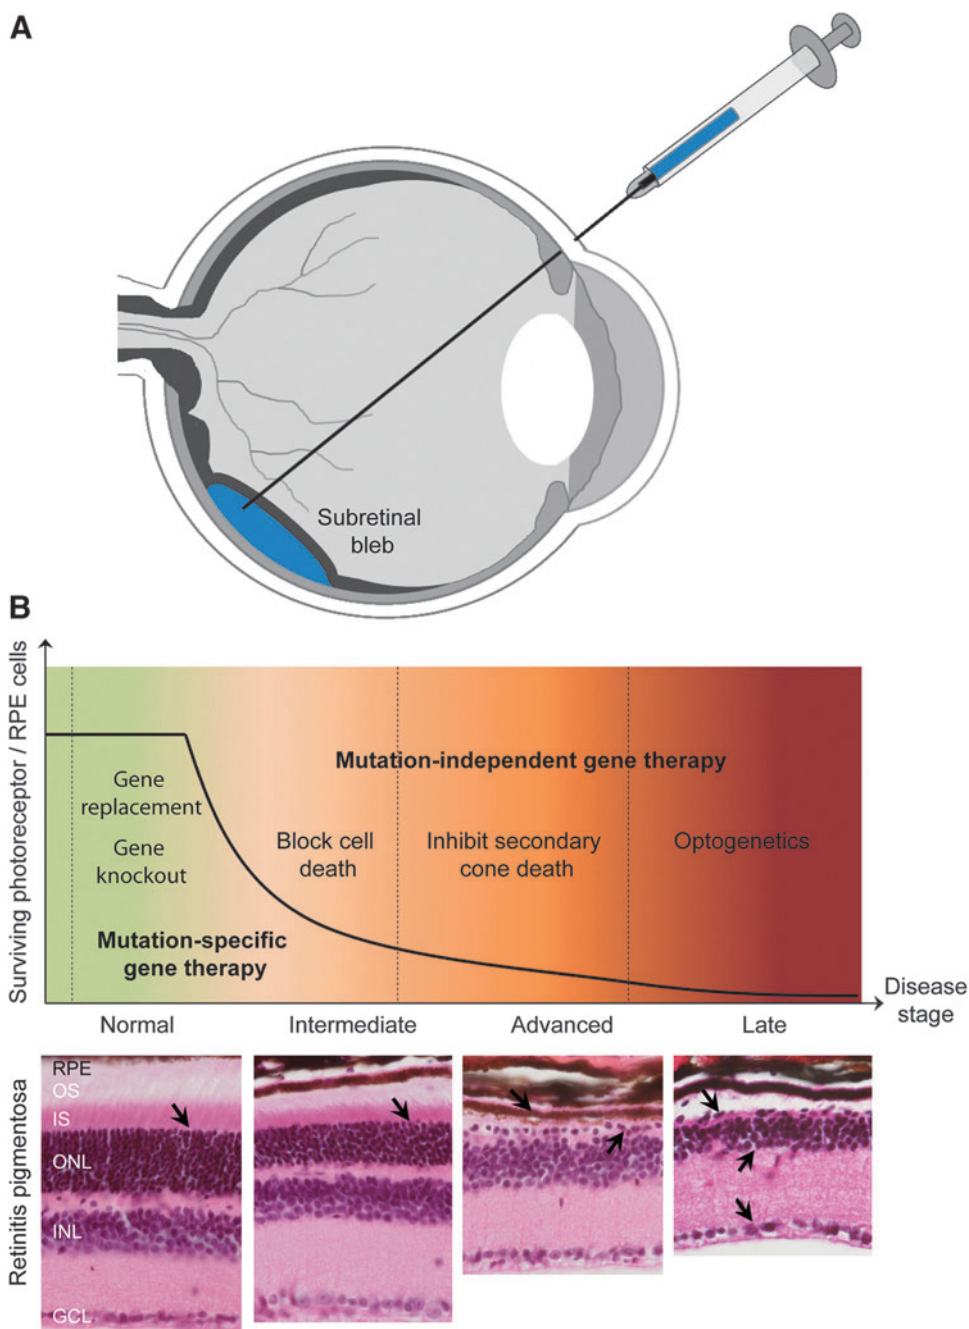 A
Subretinal
bleb
B
Surviving photoreceptor / RPE cells
Mutation-independent gene therapy
Gene
replacement
Gene
knockout
Block cell
death
Inhibit secondary
cone death
Optogenetics
Mutation-specific
gene therapy
Disease
stage
Normal
Intermediate
Advanced
Late
Retinitis pigmentosa
RPE
OS
IS
ONL
INL
GCL